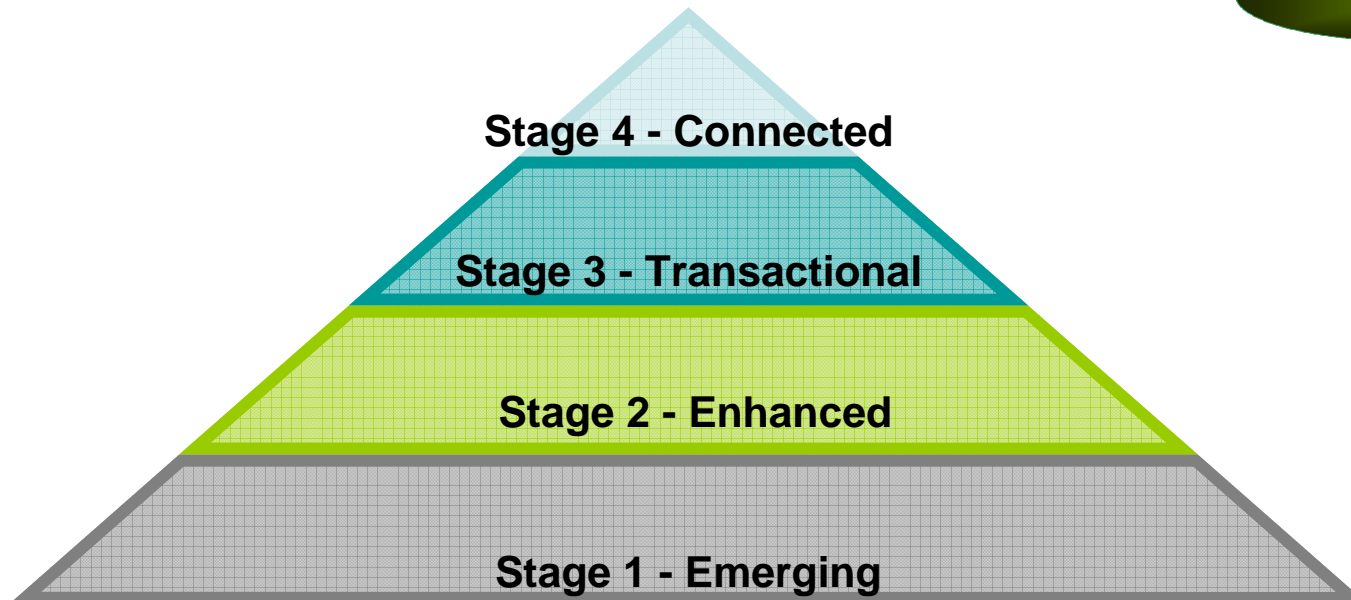 Stage 4 - Connected
Stage 3 - Transactional
Stage 2 - Enhanced
Stage 1 - Emerging